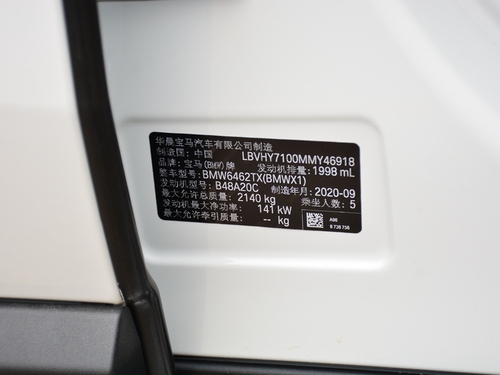 华晨宝马汽车有限公司制造
制造国: 中国 LBVHY7100MMY46918
品牌: 宝马(BMW)牌 发动机排量: 1998 mL
整车型号: BMW6462TX(BMWX1)
发动机型号: B48A20C 制造年月: 2020-09
最大允许总质量: 2140 kg 乘坐人数: 5
发动机最大净功率: 141 kW
最大允许牵引质量: -- kg
A96